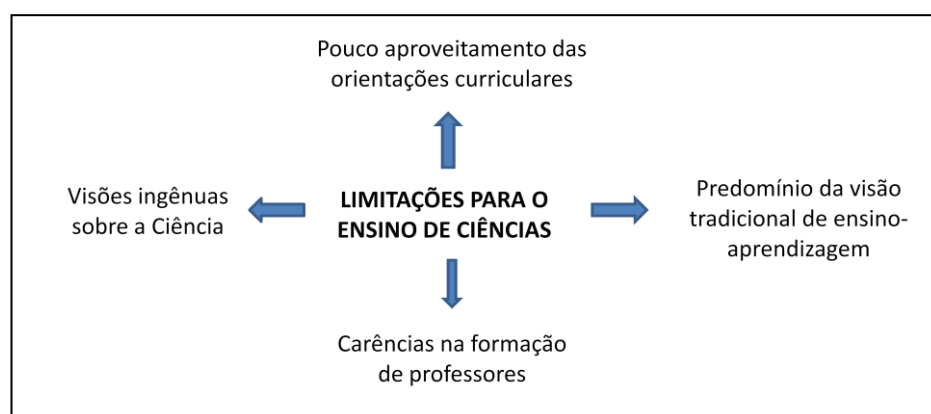 Pouco aproveitamento das
orientações curriculares
Visões ingênuas
sobre a Ciência
LIMITAÇÕES PARA O
ENSINO DE CIÊNCIAS
Predomínio da visão
tradicional de ensino-
aprendizagem
Carências na formação
de professores